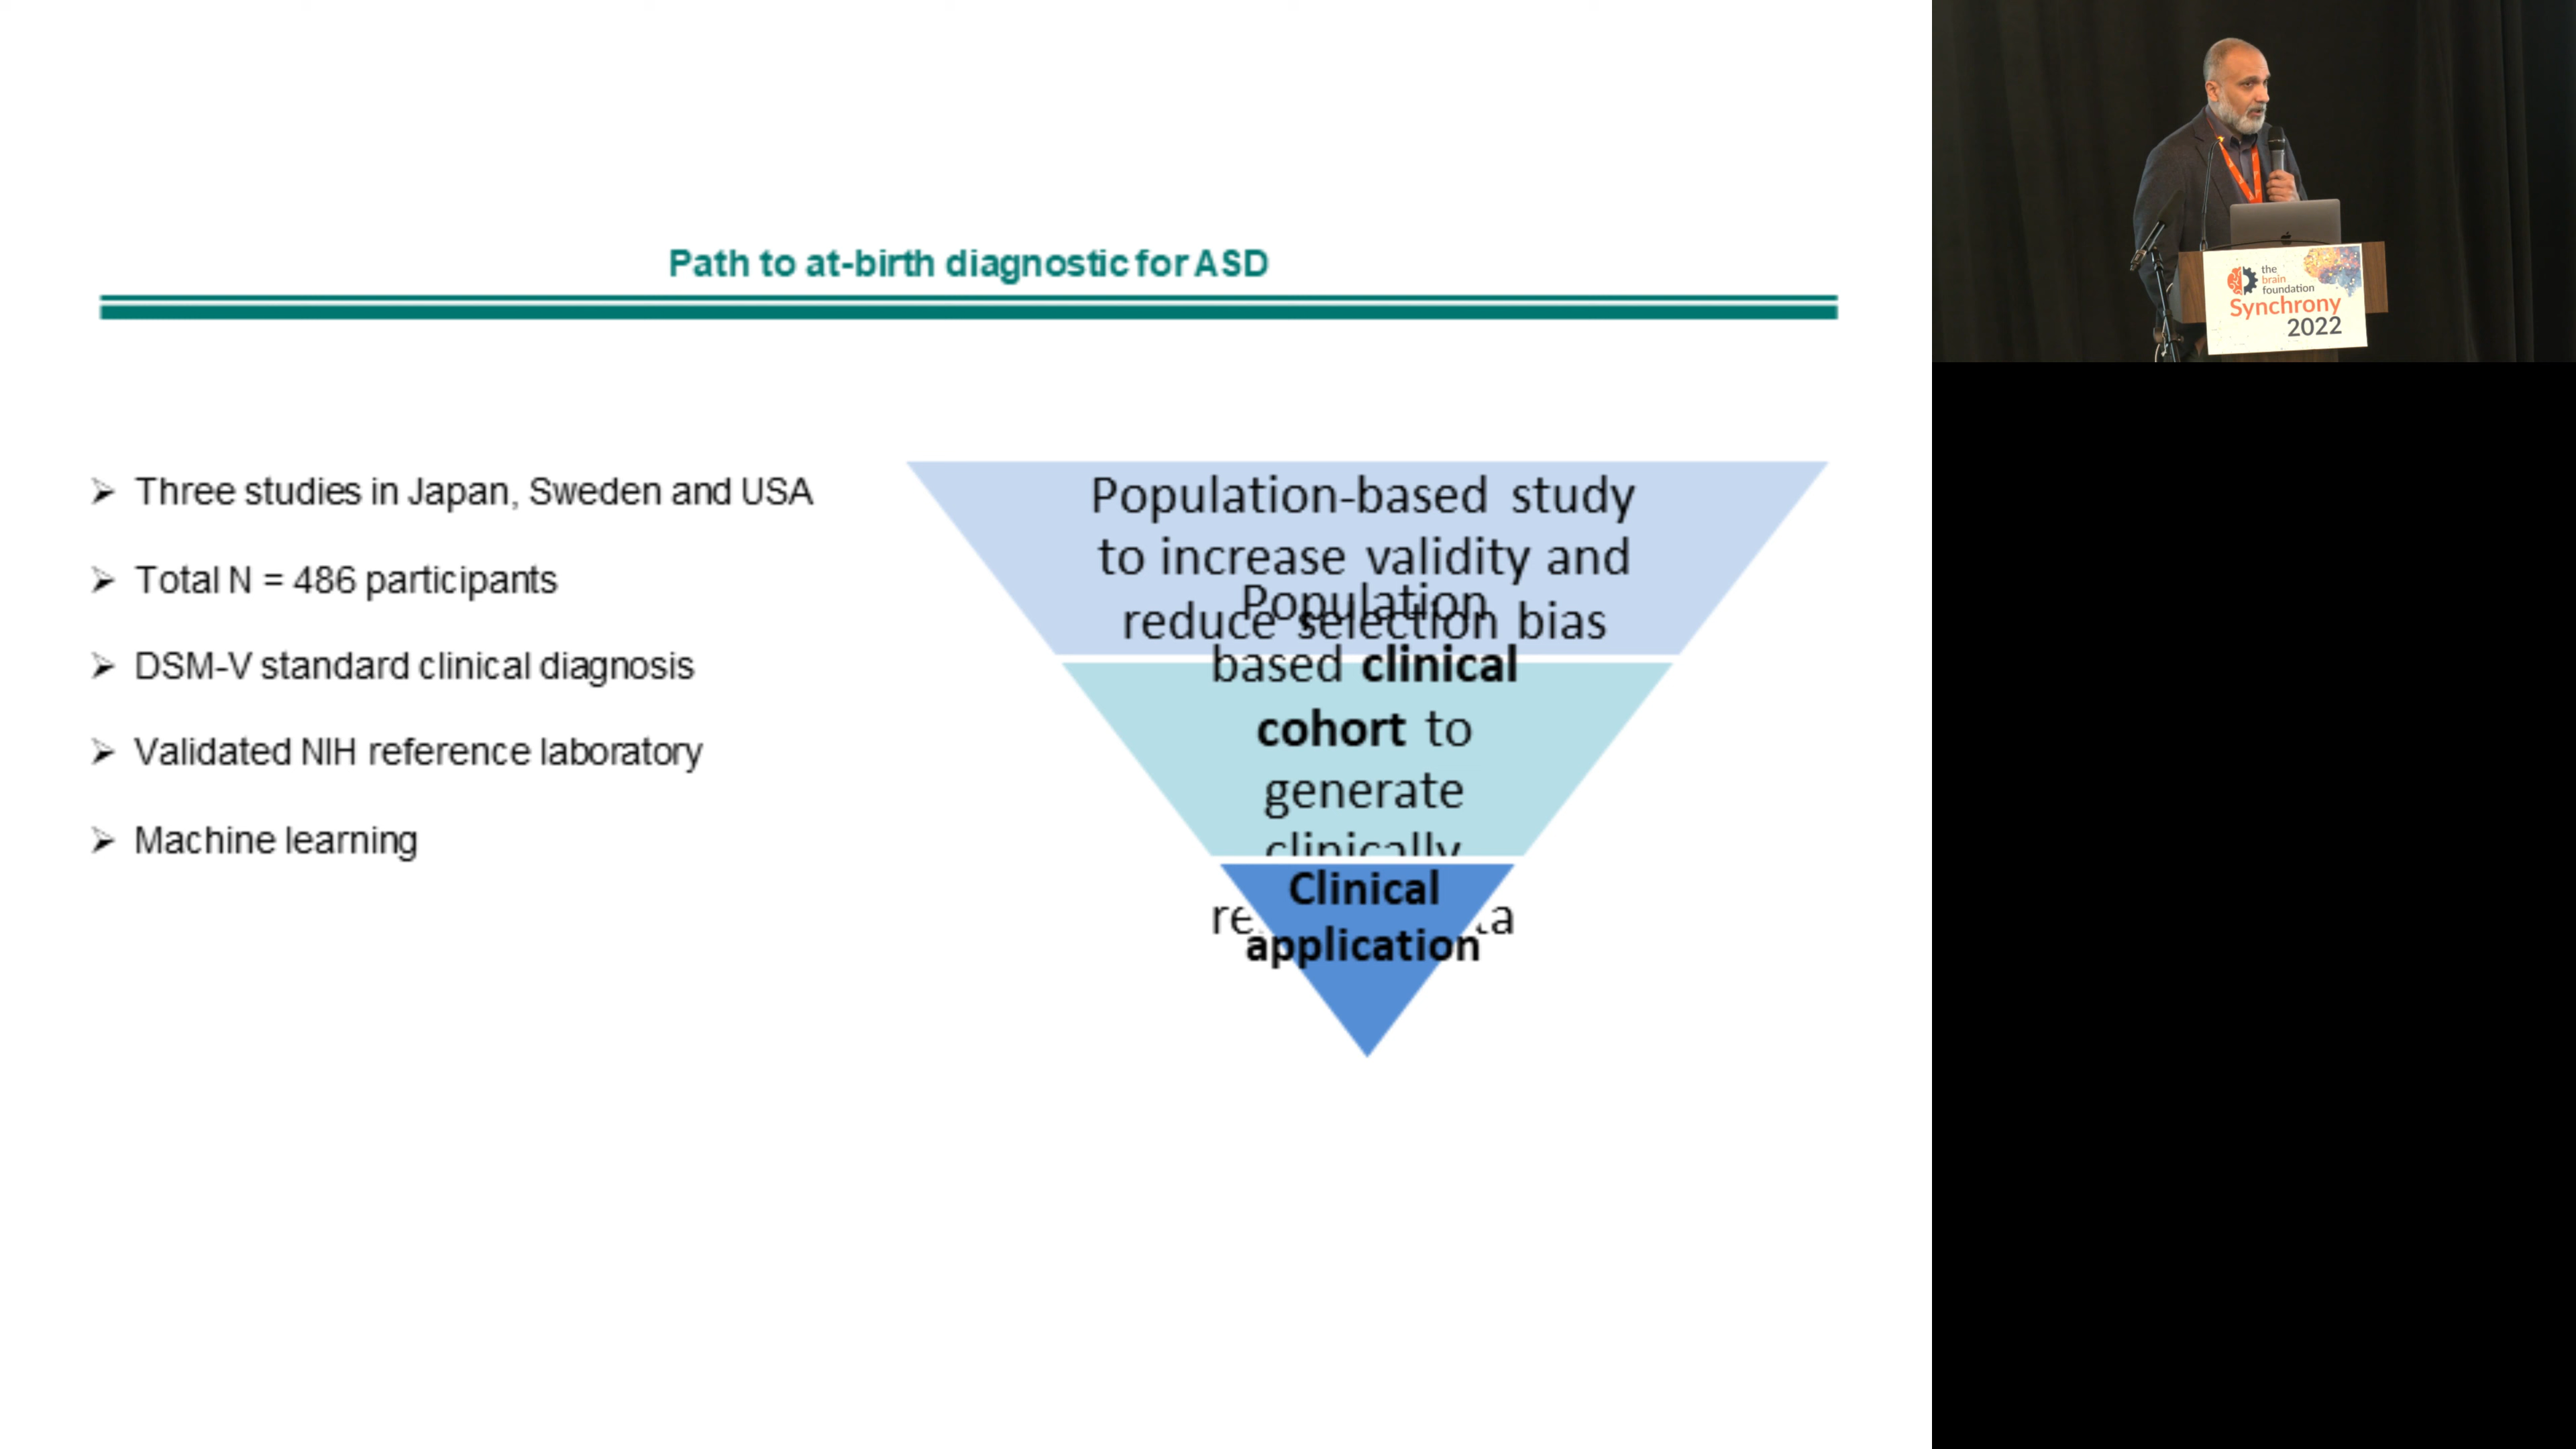 Path to at-birth diagnostic for ASD
➢ Three studies in Japan, Sweden and USA
➢ Total N = 486 participants
➢ DSM-V standard clinical diagnosis
➢ Validated NIH reference laboratory
➢ Machine learning
Population-based study
to increase validity and
reduce selection bias
Population
based clinical
cohort to
generate
clinically
Clinical
application
the
brain
foundation
Synchrony
2022